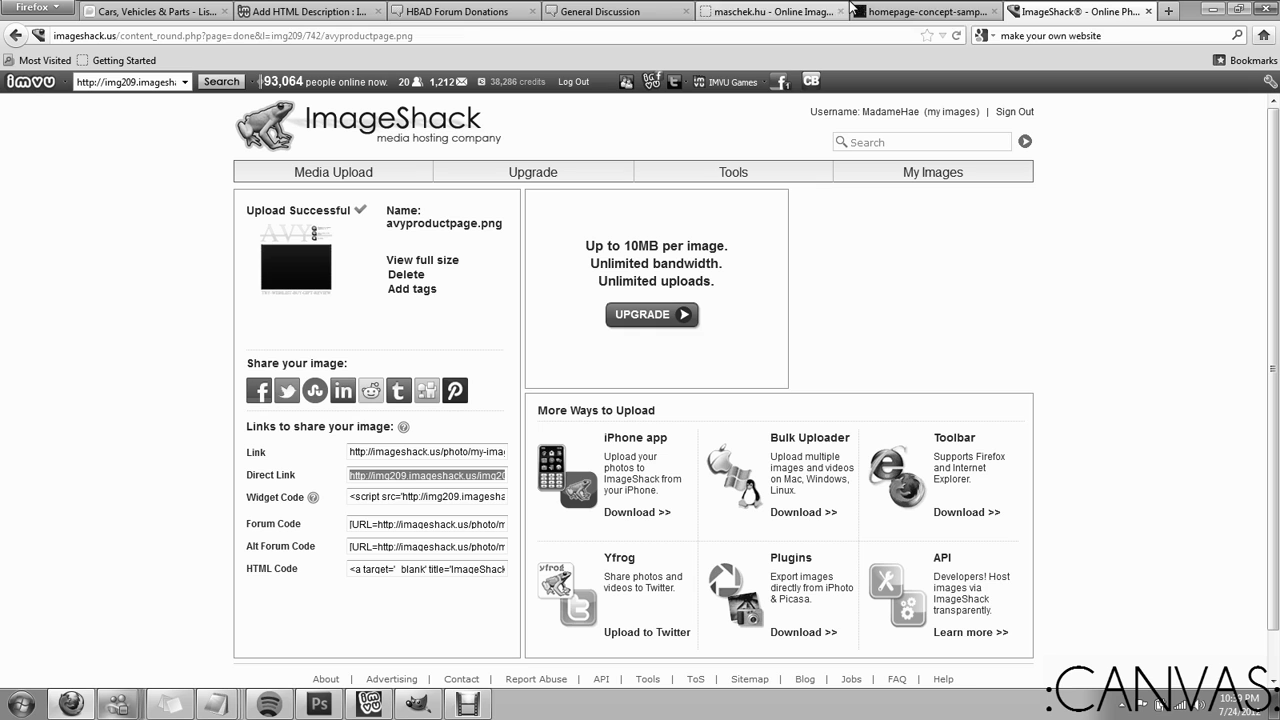 Firefox
Cars, Vehicles & Parts - Lis...
Add HTML Description : I...
HBAD Forum Donations
General Discussion
maschek.hu - Online Imag...
homepage-concept-samp...
ImageShack® - Online Ph...
imageshack.us/content_round.php?page=done&l=img209/742/avyproductpage.png
make your own website
Most Visited
Getting Started
Bookmarks
imvu
http://img209.imagesha
Search
93,064 people online now.
20
1,212
38,286 credits
Log Out
IMVU Games
CB
ImageShack
media hosting company
Username: MadameHae (my images) | Sign Out
Search
Media Upload
Upgrade
Tools
My Images
Upload Successful
Name:
avyproductpage.png
AVY
View full size
Delete
Add tags
Up to 10MB per image.
Unlimited bandwidth.
Unlimited uploads.
UPGRADE
Share your image:
Links to share your image:
Link
http://imageshack.us/photo/my-ima
Direct Link
http://img209.imageshack.us/img20
Widget Code
<script src='http://img209.imagesha
Forum Code
[URL=http://imageshack.us/photo/m
Alt Forum Code
[URL=http://imageshack.us/photo/m
HTML Code
<a target='_blank' title='ImageShack
More Ways to Upload
iPhone app
Upload your
photos to
ImageShack from
your iPhone.
Download >>
Bulk Uploader
Upload multiple
images and videos
on Mac, Windows,
Linux.
Download >>
Toolbar
Supports Firefox
and Internet
Explorer.
Download >>
Yfrog
yfrog
Share photos and
videos to Twitter.
Upload to Twitter
Plugins
Export images
directly from iPhoto
& Picasa.
Download >>
API
Developers! Host
images via
ImageShack
transparently.
Learn more >>
About | Advertising | Contact | Report Abuse | API | Tools | ToS | Sitemap | Blog | Jobs | FAQ | Help
:CANVAS:
Ps
imvu
7/24/2012